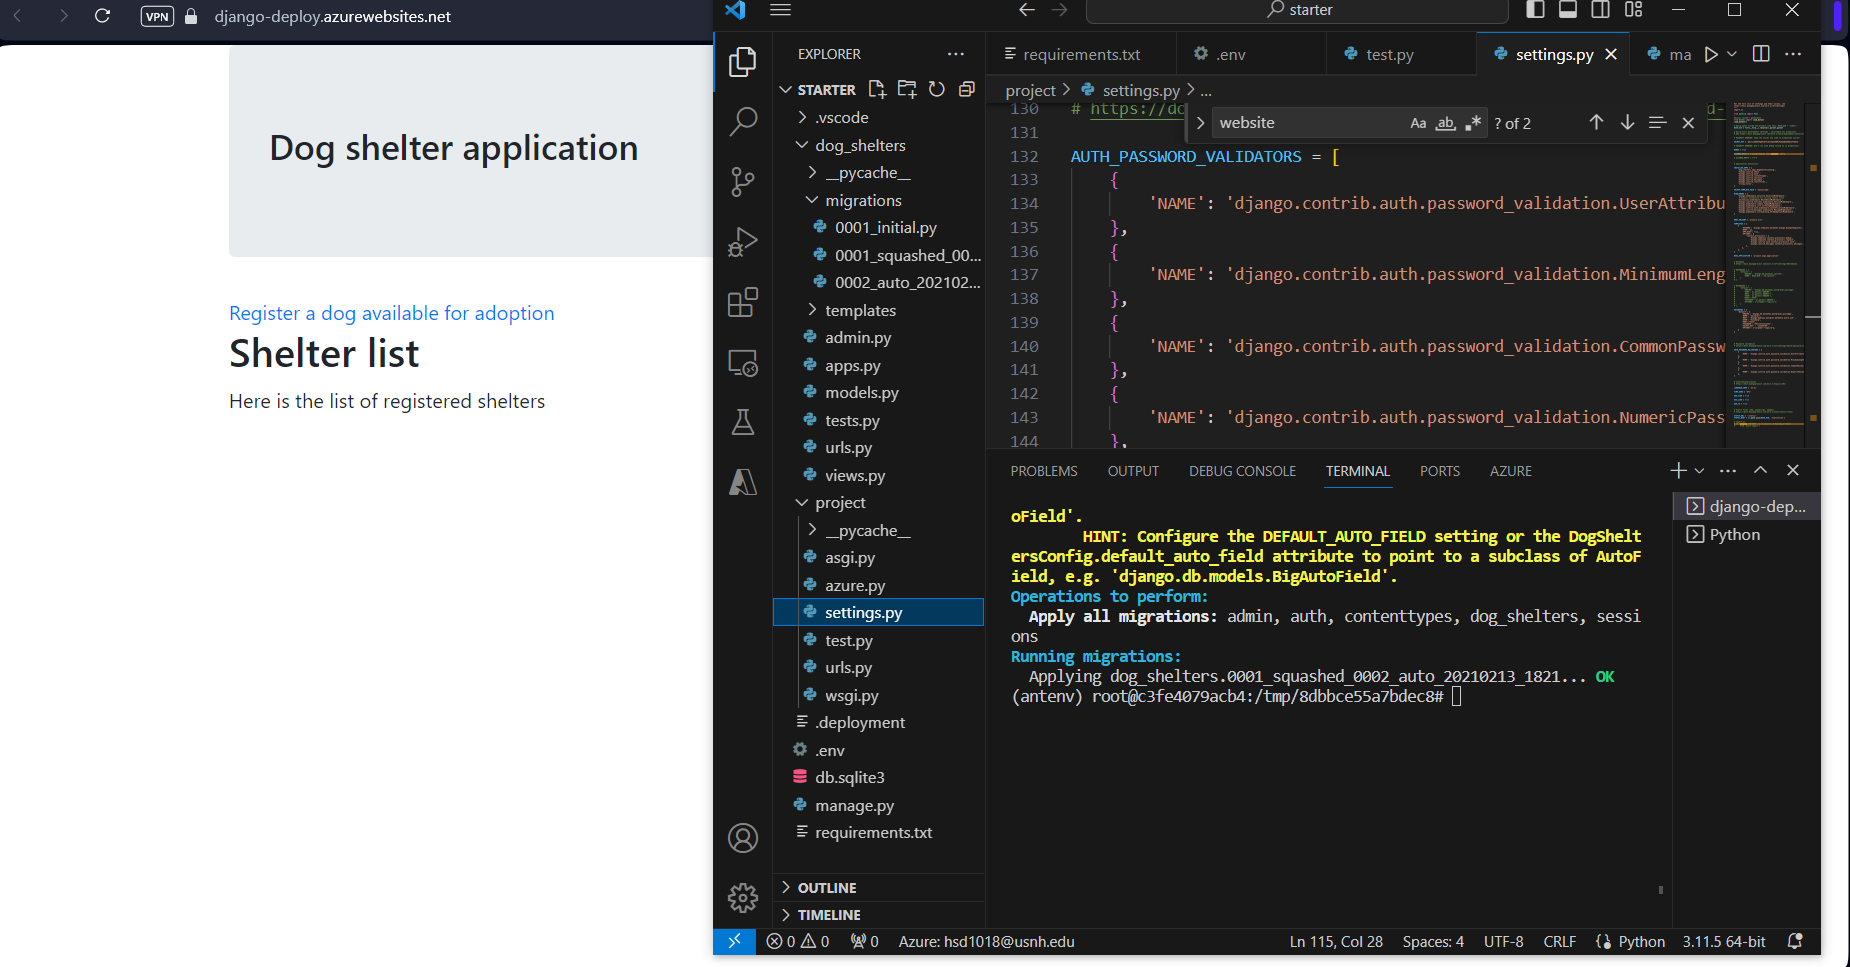 VPN django-deploy.azurewebsites.net
Dog shelter application
Register a dog available for adoption
Shelter list
Here is the list of registered shelters
starter
EXPLORER
STARTER
.vscode
dog_shelters
__pycache__
migrations
0001_initial.py
0001_squashed_00...
0002_auto_202102...
templates
admin.py
apps.py
models.py
tests.py
urls.py
views.py
project
__pycache__
asgi.py
azure.py
settings.py
test.py
urls.py
wsgi.py
.deployment
.env
db.sqlite3
manage.py
requirements.txt
OUTLINE
TIMELINE
requirements.txt .env test.py settings.py ma
project > settings.py > ...
website Aa ab .* ? of 2
130 # https://do
131
132 AUTH_PASSWORD_VALIDATORS = [
133 {
134 'NAME': 'django.contrib.auth.password_validation.UserAttribu
135 },
136 {
137 'NAME': 'django.contrib.auth.password_validation.MinimumLeng
138 },
139 {
140 'NAME': 'django.contrib.auth.password_validation.CommonPassw
141 },
142 {
143 'NAME': 'django.contrib.auth.password_validation.NumericPass
144 },
PROBLEMS OUTPUT DEBUG CONSOLE TERMINAL PORTS AZURE
oField'.
HINT: Configure the DEFAULT_AUTO_FIELD setting or the DogShelt
ersConfig.default_auto_field attribute to point to a subclass of AutoF
ield, e.g. 'django.db.models.BigAutoField'.
Operations to perform:
Apply all migrations: admin, auth, contenttypes, dog_shelters, sessi
ons
Running migrations:
Applying dog_shelters.0001_squashed_0002_auto_20210213_1821... OK
(antenv) root@c3fe4079acb4:/tmp/8dbbce55a7bdec8#
django-dep...
Python
0 0 0 Azure: hsd1018@usnh.edu Ln 115, Col 28 Spaces: 4 UTF-8 CRLF Python 3.11.5 64-bit